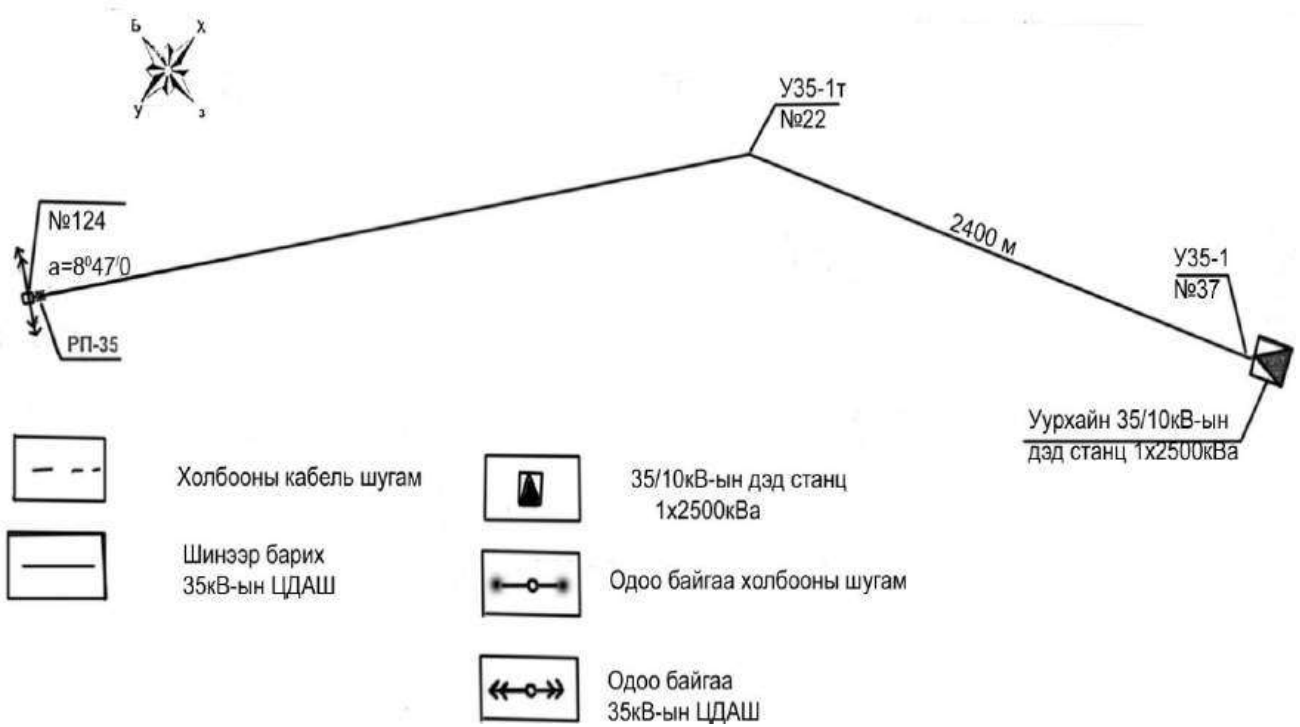 Б Х
У З
У35-1т
№22
№124
а=8⁰47'0
РП-35
2400 м
У35-1
№37
Уурхайн 35/10кВ-ын
дэд станц 1х2500кВа
Холбооны кабель шугам
Шинээр барих
35кВ-ын ЦДАШ
35/10кВ-ын дэд станц
1х2500кВа
Одоо байгаа холбооны шугам
Одоо байгаа
35кВ-ын ЦДАШ